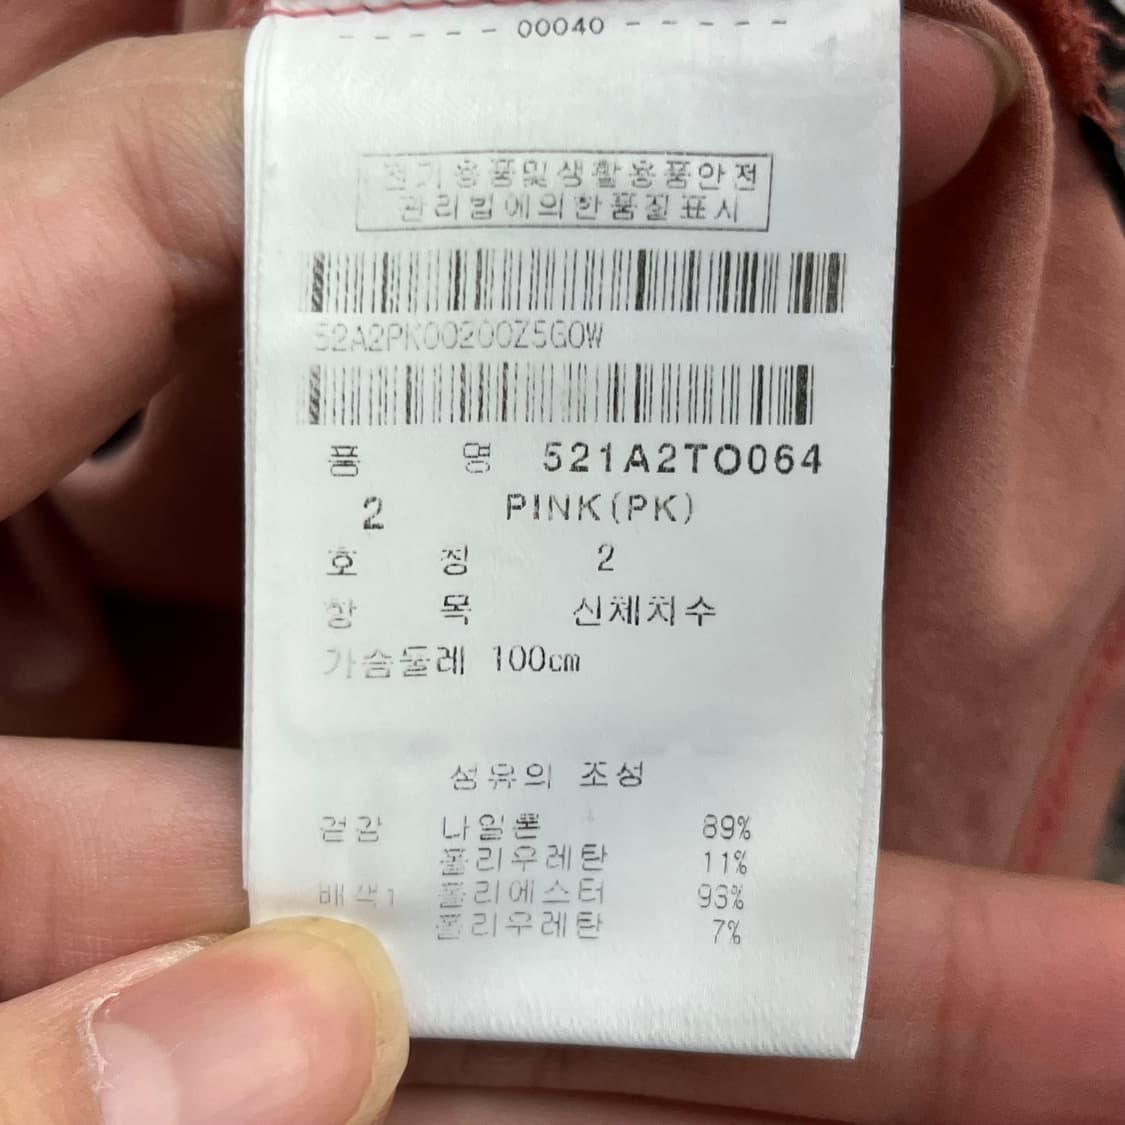 - - - - - 00040 - - - - -
전기용품및생활용품안전
관리법에의한품질표시
52A2PK00200Z5GOW
품 명 521A2TO064
2 PINK(PK)
호 칭 2
항 목 신체치수
가슴둘레 100cm
섬유의 조성
겉감 나일론 89%
폴리우레탄 11%
배색1 폴리에스터 93%
폴리우레탄 7%